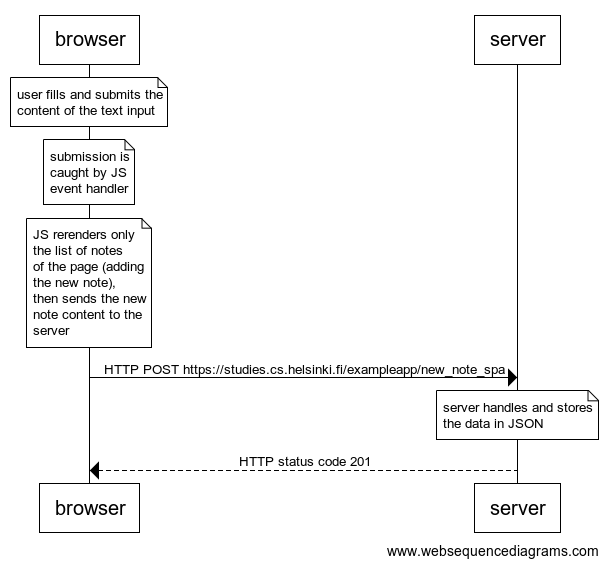 browser
server
user fills and submits the
content of the text input
submission is
caught by JS
event handler
JS rerenders only
the list of notes
of the page (adding
the new note),
then sends the new
note content to the
server
HTTP POST https://studies.cs.helsinki.fi/exampleapp/new_note_spa
server handles and stores
the data in JSON
HTTP status code 201
browser
server
www.websequencediagrams.com